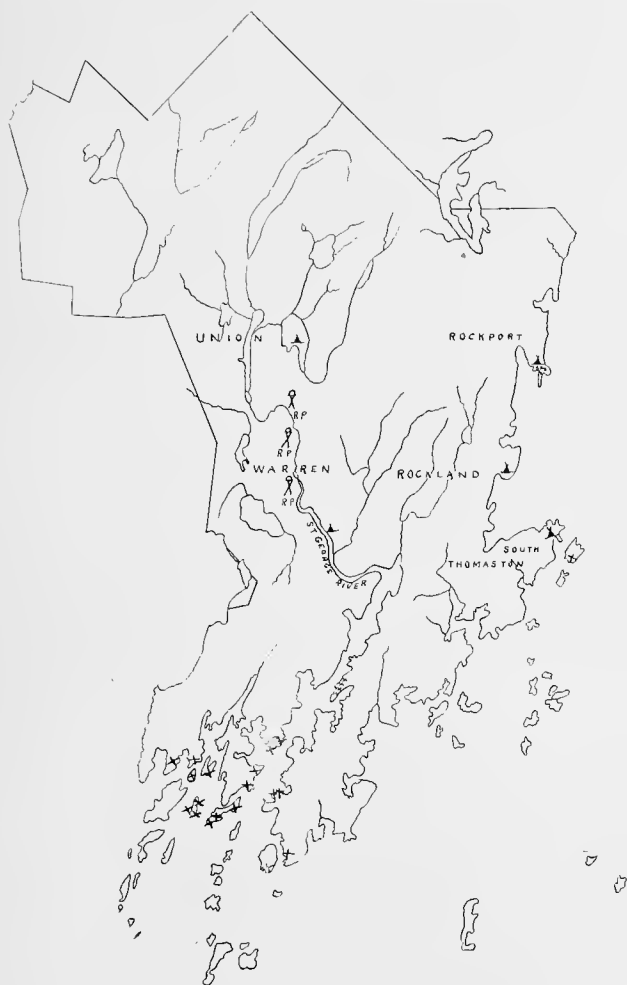 UNION
ROCKPORT
RP
RP
WARREN
ROCKLAND
RP
ST GEORGE RIVER
SOUTH
THOMASTON